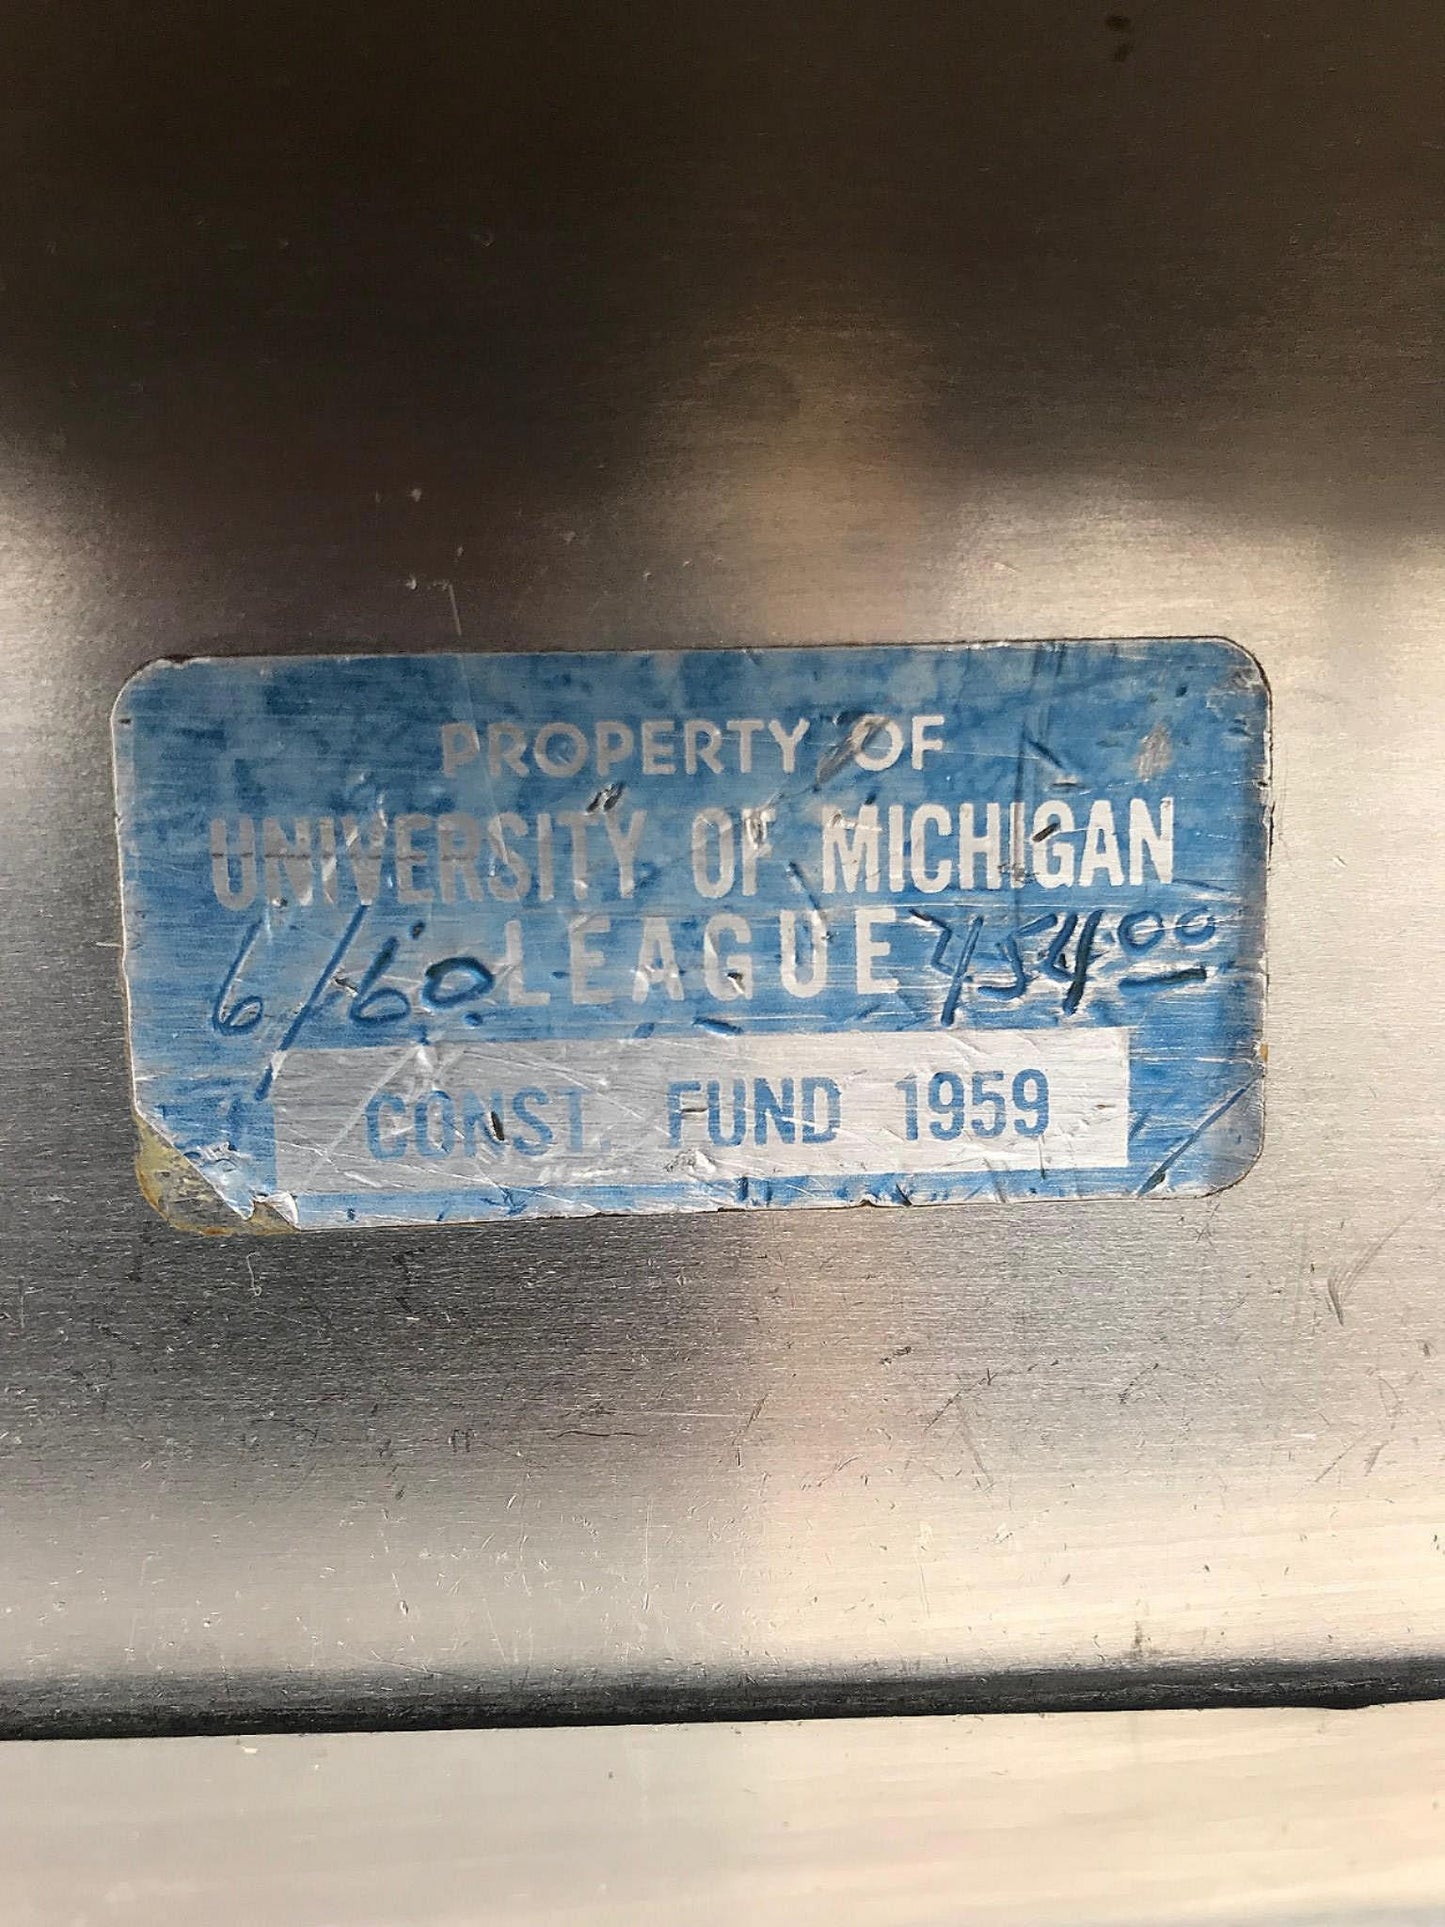 PROPERTY OF
UNIVERSITY OF MICHIGAN
6/60 LEAGUE 454.00
CONST. FUND 1959